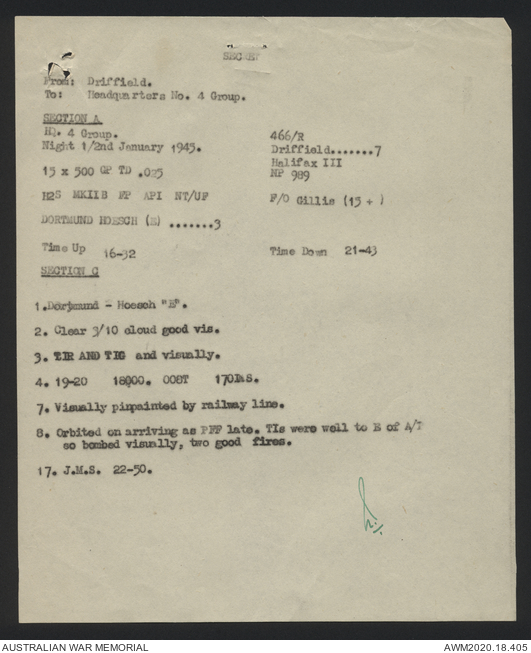 SECRET
From: Driffield.
To: Headquarters No. 4 Group.
SECTION A
HQ. 4 Group.
Night 1/2nd January 1945.
466/R
Driffield.......7
Halifax III
NP 989
15 x 500 GP TD .025
H2S MKIIB FP API NT/UF
F/O Gillis (15 + )
DORTMUND HOESCH (E) .......3
Time Up 16-32
Time Down 21-43
SECTION C
1.Dortmund - Hoesch "E".
2. Clear 3/10 cloud good vis.
3. TIR AND TIG and visually.
4. 19-20 18000. 008T 170IAS.
7. Visually pinpainted by railway line.
8. Orbited on arriving as PFF late. TIs were well to E of A/P
so bombed visually, two good fires.
17. J.M.S. 22-50.
AUSTRALIAN WAR MEMORIAL
AWM2020.18.405